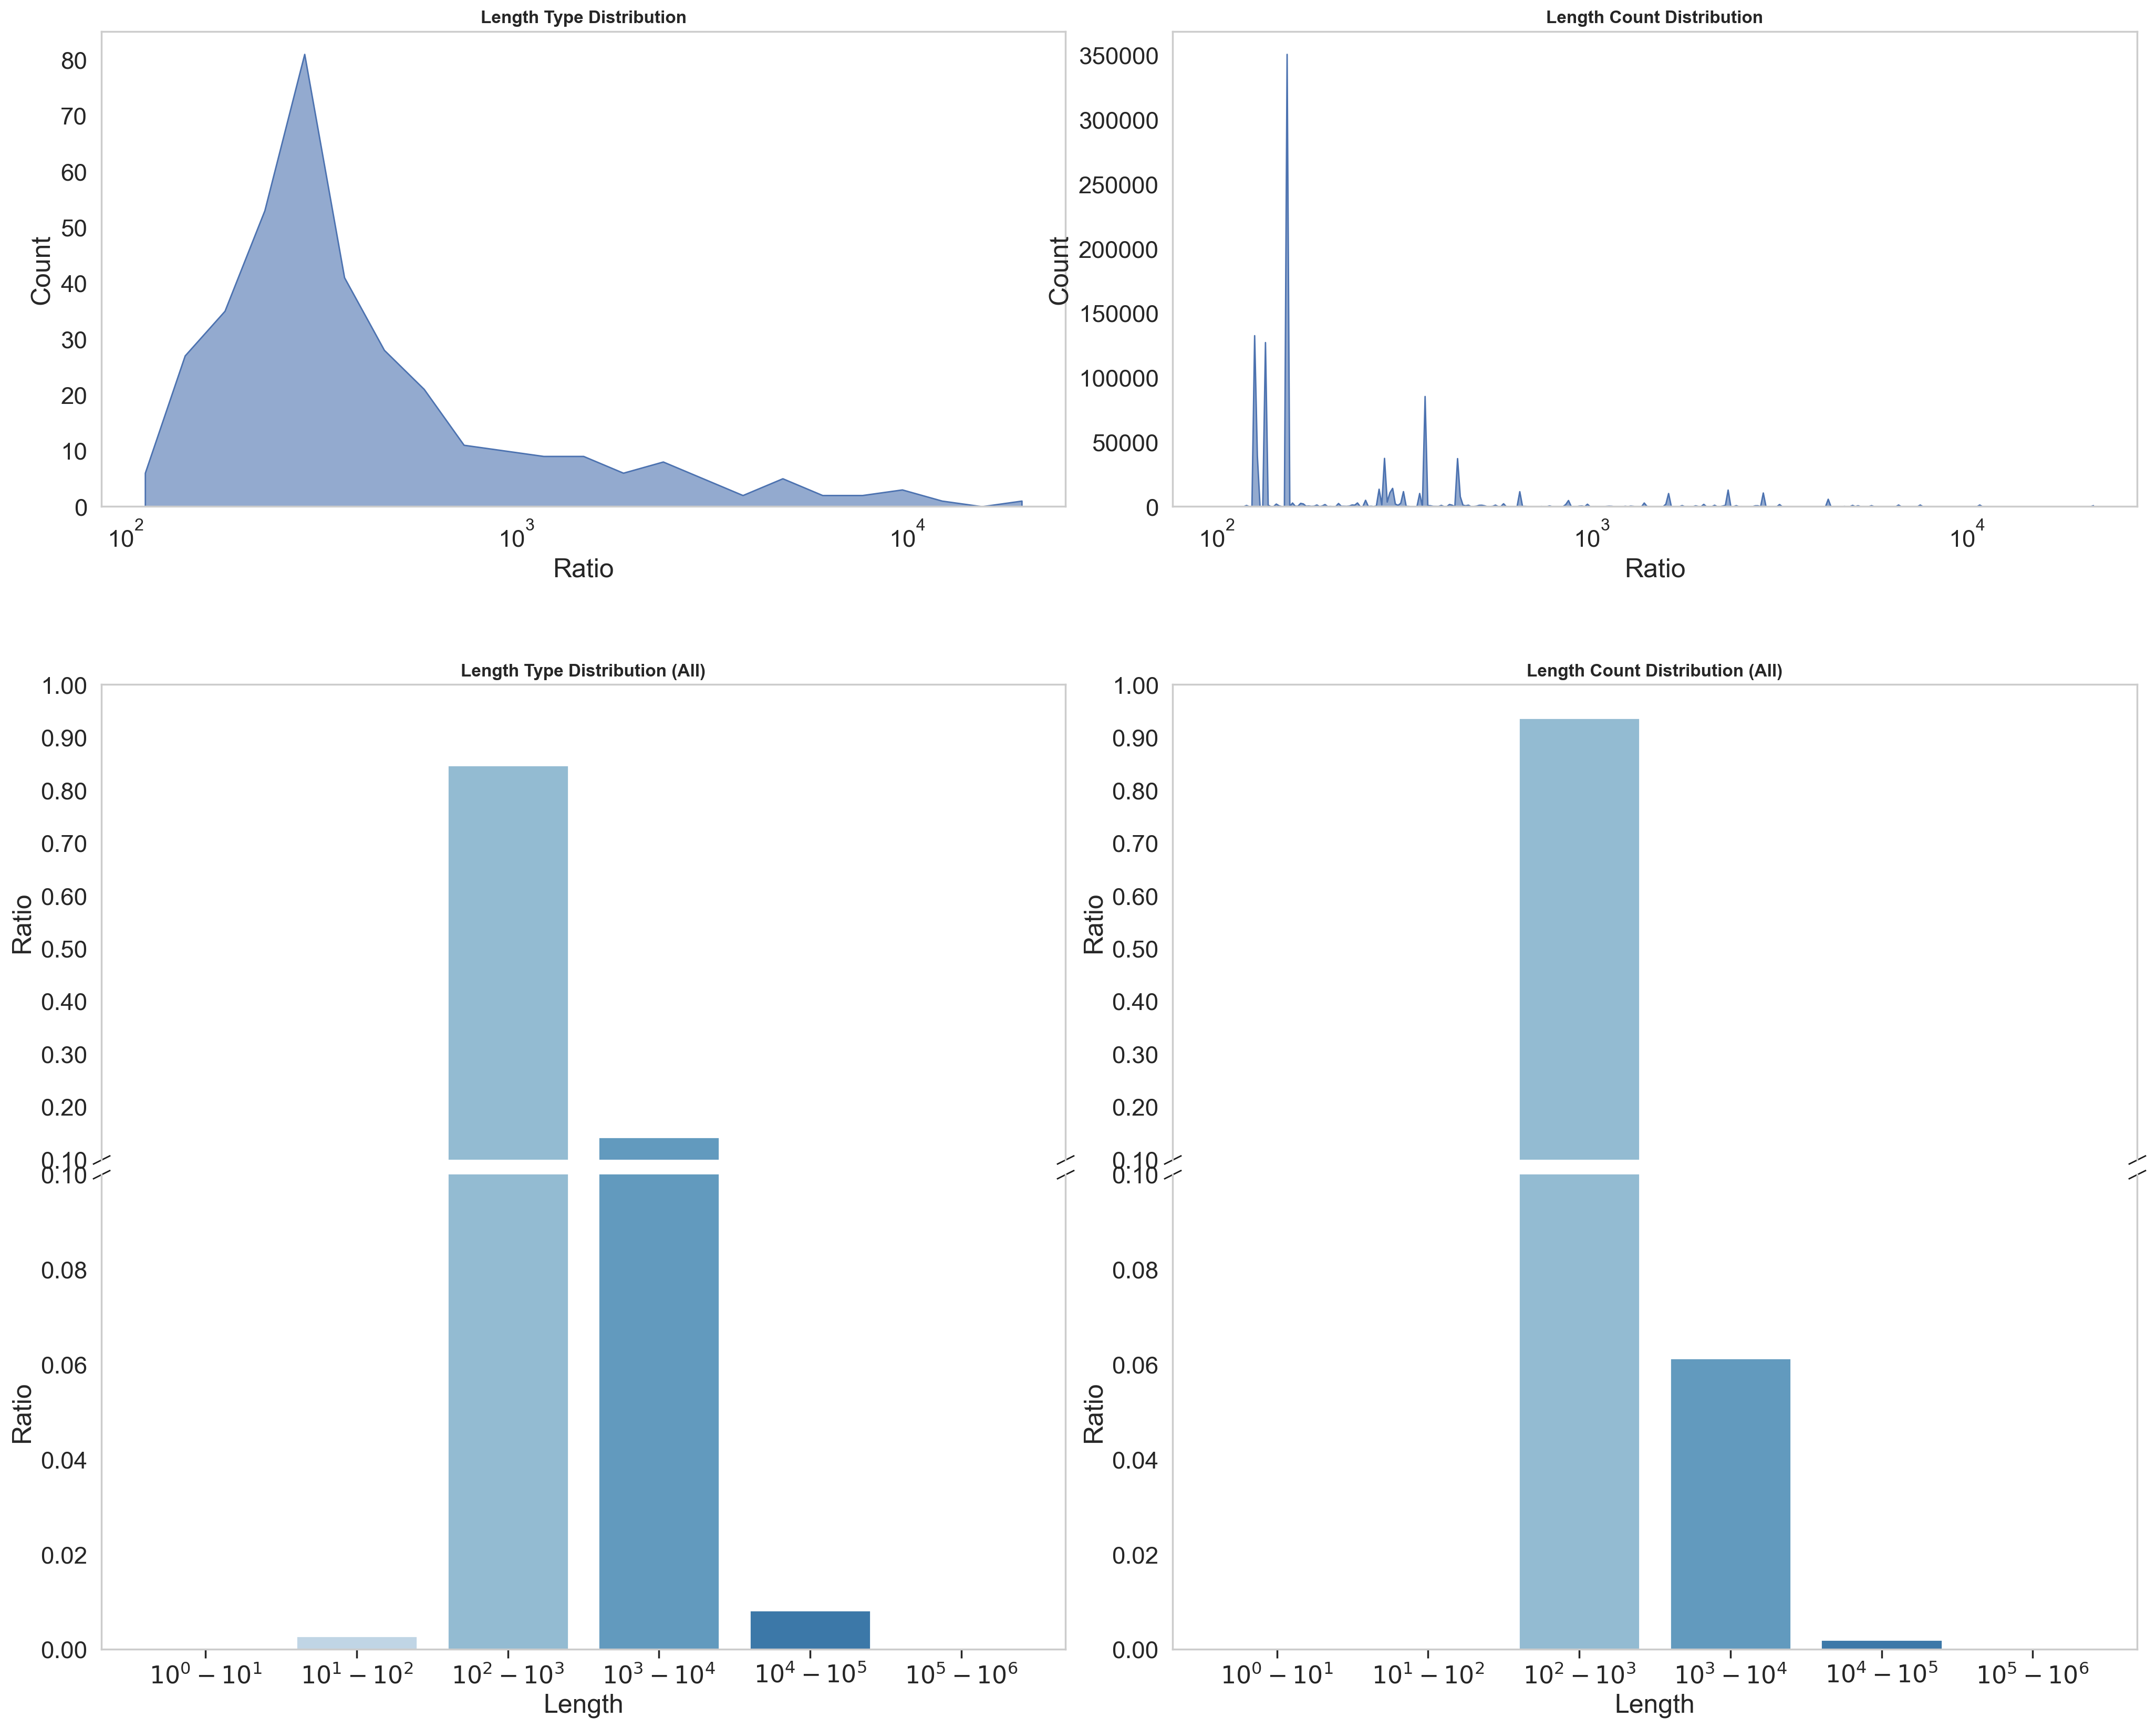 Length Type Distribution
80
70
60
50
40
30
20
10
0
Count
10^2
10^3
10^4
Ratio
Length Count Distribution
350000
300000
250000
200000
150000
100000
50000
0
Count
10^2
10^3
10^4
Ratio
Length Type Distribution (All)
1.00
0.90
0.80
0.70
0.60
0.50
0.40
0.30
0.20
0.10
Ratio
0.10
0.08
0.06
0.04
0.02
0.00
Ratio
10^0 – 10^1
10^1 – 10^2
10^2 – 10^3
10^3 – 10^4
10^4 – 10^5
10^5 – 10^6
Length
Length Count Distribution (All)
1.00
0.90
0.80
0.70
0.60
0.50
0.40
0.30
0.20
0.10
Ratio
0.10
0.08
0.06
0.04
0.02
0.00
Ratio
10^0 – 10^1
10^1 – 10^2
10^2 – 10^3
10^3 – 10^4
10^4 – 10^5
10^5 – 10^6
Length